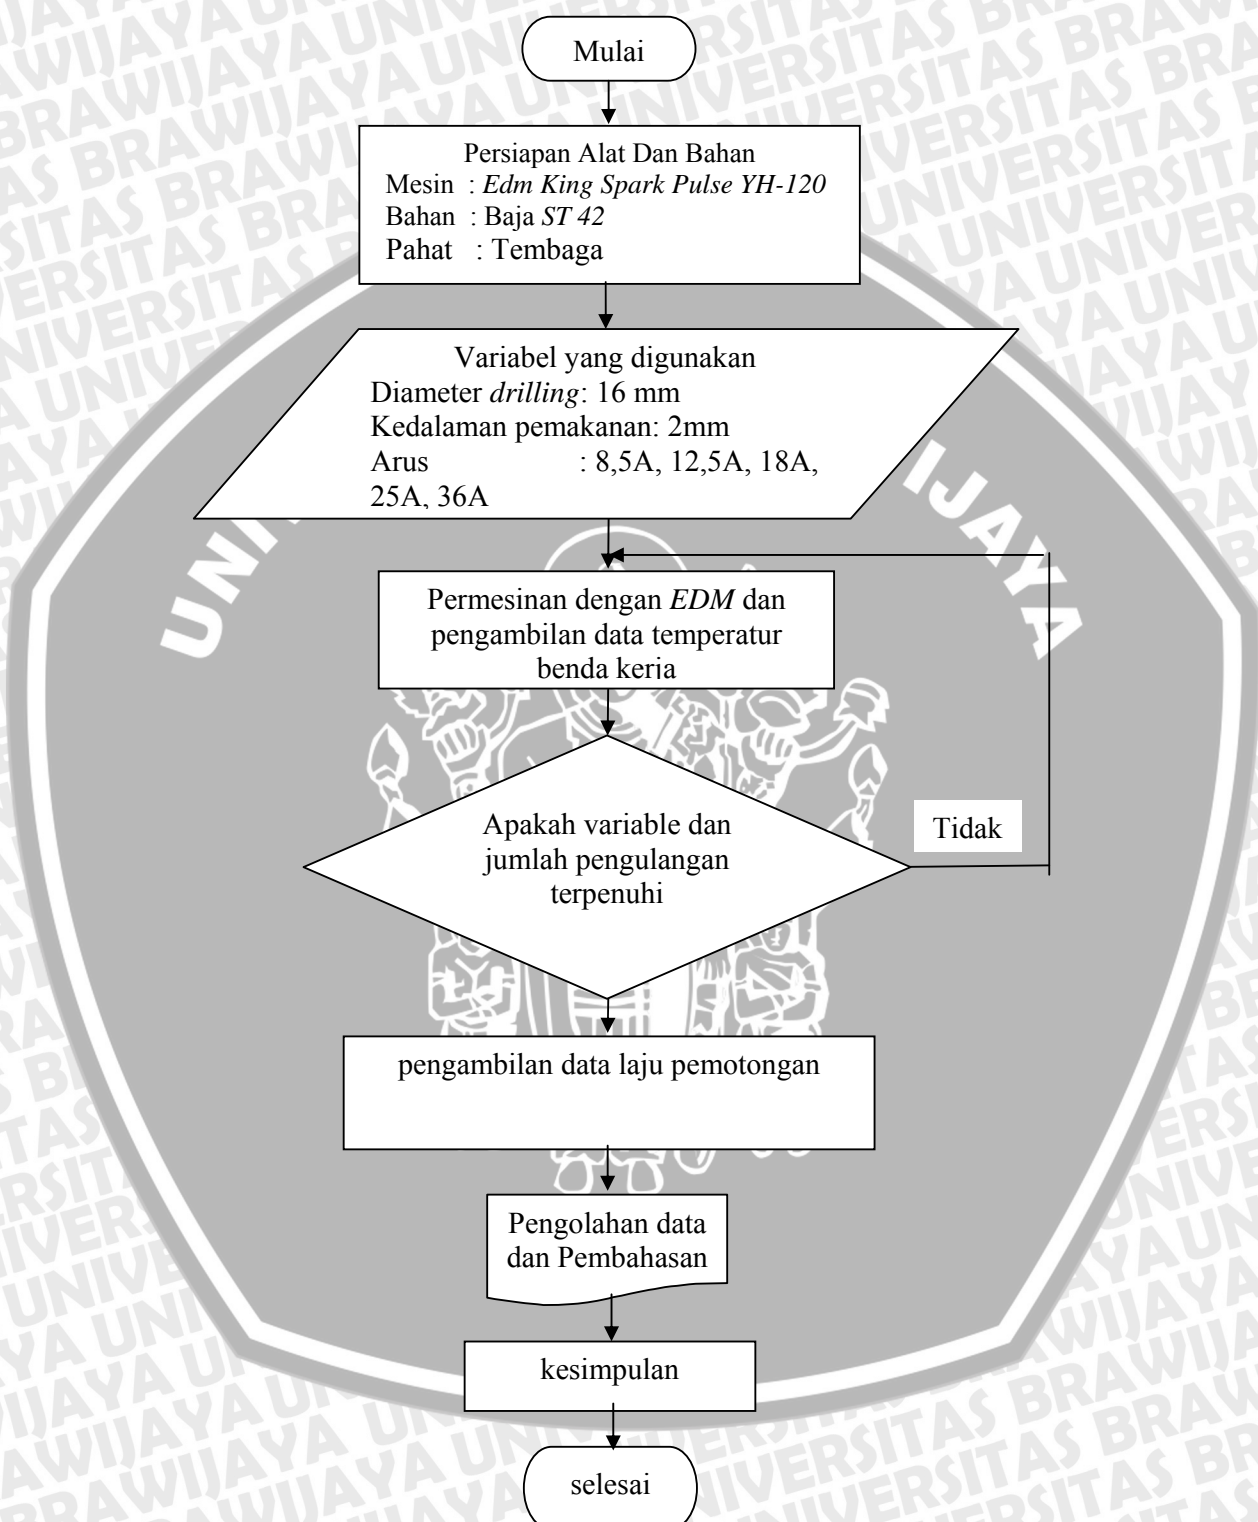 Mulai
Persiapan Alat Dan Bahan
Mesin : Edm King Spark Pulse YH-120
Bahan : Baja ST 42
Pahat : Tembaga
Variabel yang digunakan
Diameter drilling: 16 mm
Kedalaman pemakanan: 2mm
Arus : 8,5A, 12,5A, 18A,
25A, 36A
UNI
IJAYA
Permesinan dengan EDM dan
pengambilan data temperatur
benda kerja
Apakah variable dan
jumlah pengulangan
terpenuhi
Tidak
pengambilan data laju pemotongan
Pengolahan data
dan Pembahasan
kesimpulan
selesai